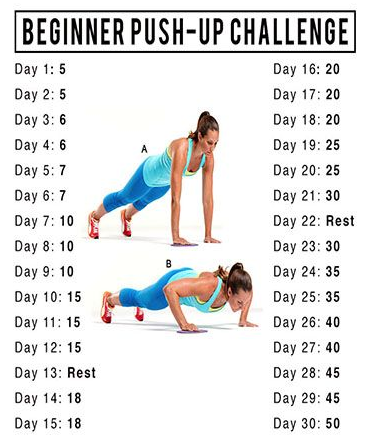 BEGINNER PUSH-UP CHALLENGE
Day 1: 5
Day 2: 5
Day 3: 6
Day 4: 6
Day 5: 7
Day 6: 7
Day 7: 10
Day 8: 10
Day 9: 10
Day 10: 15
Day 11: 15
Day 12: 15
Day 13: Rest
Day 14: 18
Day 15: 18
A
B
Day 16: 20
Day 17: 20
Day 18: 20
Day 19: 25
Day 20: 25
Day 21: 30
Day 22: Rest
Day 23: 30
Day 24: 35
Day 25: 35
Day 26: 40
Day 27: 40
Day 28: 45
Day 29: 45
Day 30: 50